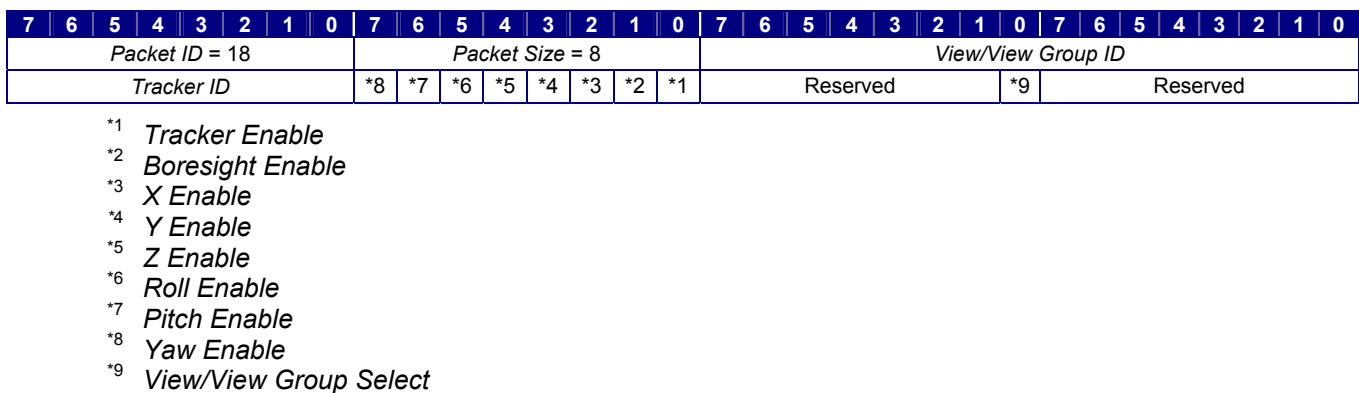 7 6 5 4 3 2 1 0 7 6 5 4 3 2 1 0 7 6 5 4 3 2 1 0 7 6 5 4 3 2 1 0
Packet ID = 18 Packet Size = 8 View/View Group ID
Tracker ID *8 *7 *6 *5 *4 *3 *2 *1 Reserved *9 Reserved
*1 Tracker Enable
*2 Boresight Enable
*3 X Enable
*4 Y Enable
*5 Z Enable
*6 Roll Enable
*7 Pitch Enable
*8 Yaw Enable
*9 View/View Group Select